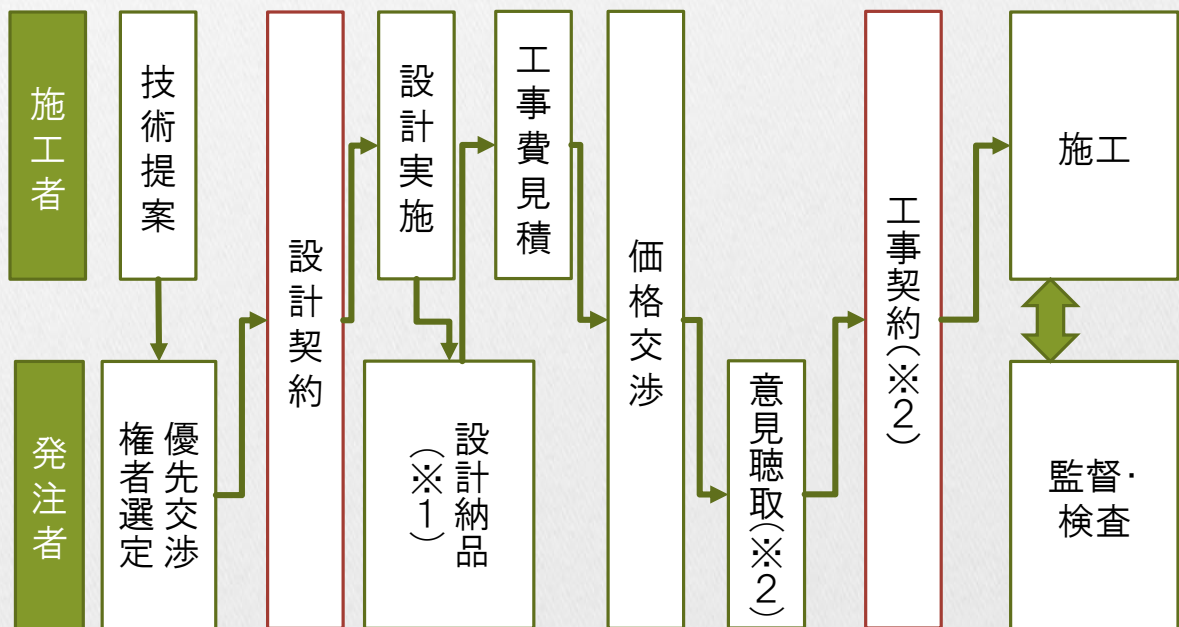 施工者
技術提案
設計契約
設計実施
工事費見積
価格交渉
工事契約(※2)
施工
発注者
優先交渉
権者選定
設計納品
(※1)
意見聴取(※2)
監督・
検査